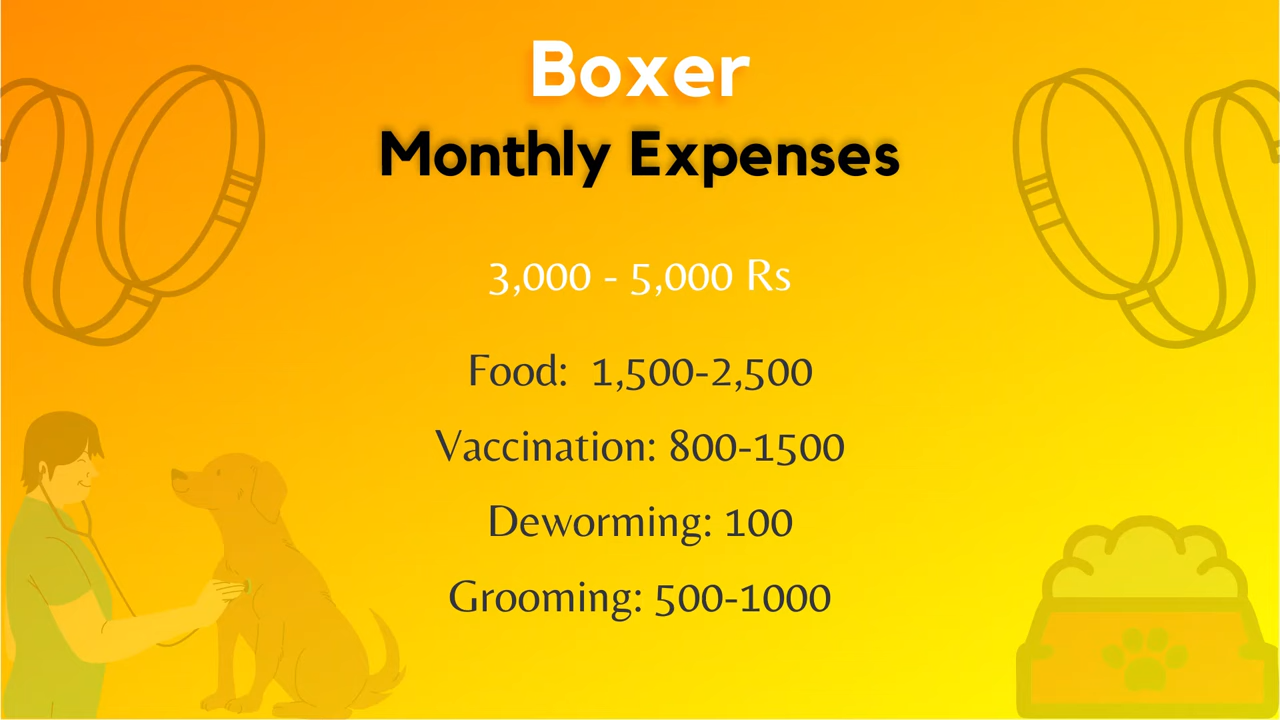 Boxer
Monthly Expenses
3,000 - 5,000 Rs
Food: 1,500-2,500
Vaccination: 800-1500
Deworming: 100
Grooming: 500-1000